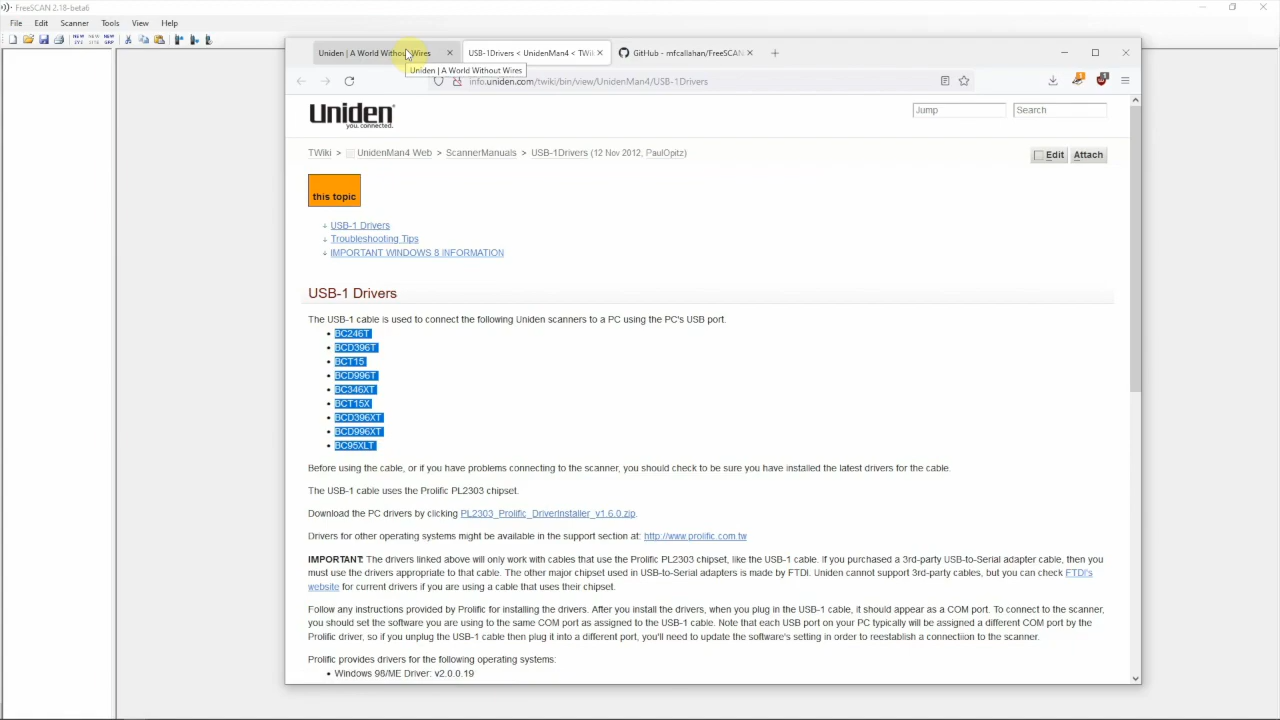 FreeSCAN 2.18-beta6
File Edit Scanner Tools View Help
NEW SYS NEW SITE NEW GRP
Uniden | A World Without Wires
USB-1Drivers < UnidenMan4 < TWi
GitHub - mfcallahan/FreeSCAN:
Uniden | A World Without Wires
info.uniden.com/twiki/bin/view/UnidenMan4/USB-1Drivers
Uniden
you. connected.
Jump
Search
TWiki > UnidenMan4 Web > ScannerManuals > USB-1Drivers (12 Nov 2012, PaulOpitz)
Edit Attach
this topic
↓ USB-1 Drivers
↓ Troubleshooting Tips
↓ IMPORTANT WINDOWS 8 INFORMATION
USB-1 Drivers
The USB-1 cable is used to connect the following Uniden scanners to a PC using the PC's USB port.
• BC246T
• BCD396T
• BCT15
• BCD996T
• BC346XT
• BCT15X
• BCD396XT
• BCD996XT
• BC95XLT
Before using the cable, or if you have problems connecting to the scanner, you should check to be sure you have installed the latest drivers for the cable.
The USB-1 cable uses the Prolific PL2303 chipset.
Download the PC drivers by clicking PL2303_Prolific_DriverInstaller_v1.6.0.zip.
Drivers for other operating systems might be available in the support section at: http://www.prolific.com.tw
IMPORTANT: The drivers linked above will only work with cables that use the Prolific PL2303 chipset, like the USB-1 cable. If you purchased a 3rd-party USB-to-Serial adapter cable, then you
must use the drivers appropriate to that cable. The other major chipset used in USB-to-Serial adapters is made by FTDI. Uniden cannot support 3rd-party cables, but you can check FTDI's
website for current drivers if you are using a cable that uses their chipset.
Follow any instructions provided by Prolific for installing the drivers. After you install the drivers, when you plug in the USB-1 cable, it should appear as a COM port. To connect to the scanner,
you should set the software you are using to the same COM port as assigned to the USB-1 cable. Note that each USB port on your PC typically will be assigned a different COM port by the
Prolific driver, so if you unplug the USB-1 cable then plug it into a different port, you'll need to update the software's setting in order to reestablish a connectiion to the scanner.
Prolific provides drivers for the following operating systems:
• Windows 98/ME Driver: v2.0.0.19